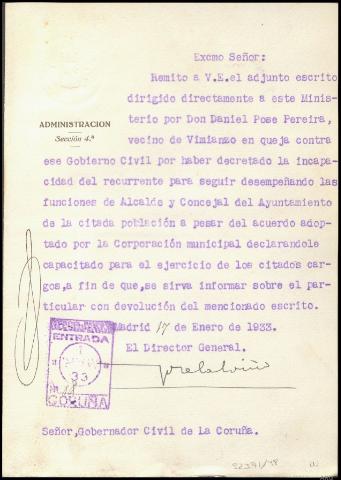 Excmo Señor:
Remito a V.E.el adjunto escrito
dirigido directamente a este Minis-
terio por Don Daniel Pose Pereira,
ADMINISTRACION
Sección 4.ª
vecino de Vimianzo en queja contra
ese Gobierno Civil por haber decretado la incapa-
cidad del recurrente para seguir desempeñando las
funciones de Alcalde y Concejal del Ayuntamiento
de la citada población a pesar del acuerdo adop-
tado por la Corporación municipal declarandole
capacitado para el ejercicio de los citados car-
gos,a fin de que,se sirva informar sobre el par-
ticular con devolución del mencionado escrito.
Madrid 17 de Enero de 1933.
El Director General.
ENTRADA
33
CORUÑA
Señor,Gobernador Civil de La Coruña.